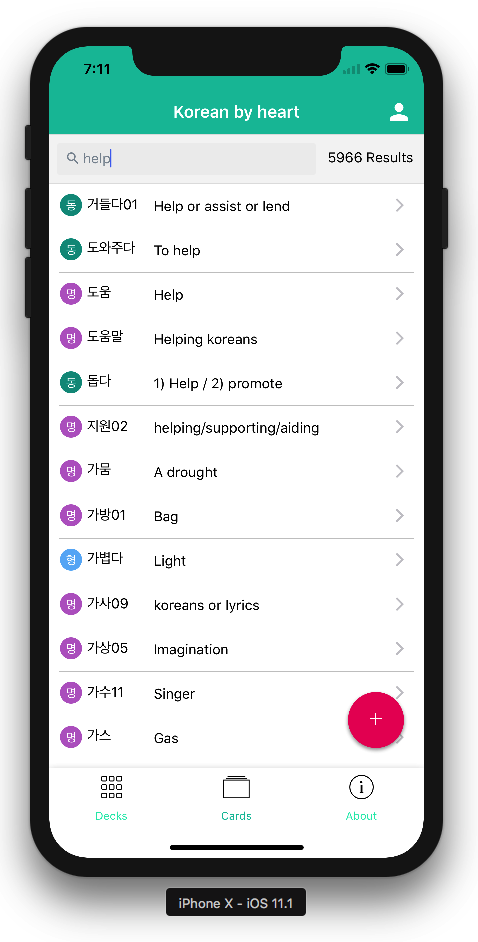 7:11
Korean by heart
help
5966 Results
동 거들다01 Help or assist or lend
동 도와주다 To help
명 도움 Help
명 도움말 Helping koreans
동 돕다 1) Help / 2) promote
명 지원02 helping/supporting/aiding
명 가뭄 A drought
명 가방01 Bag
형 가볍다 Light
명 가사09 koreans or lyrics
명 가상05 Imagination
명 가수11 Singer
명 가스 Gas
+
Decks Cards About
iPhone X - iOS 11.1